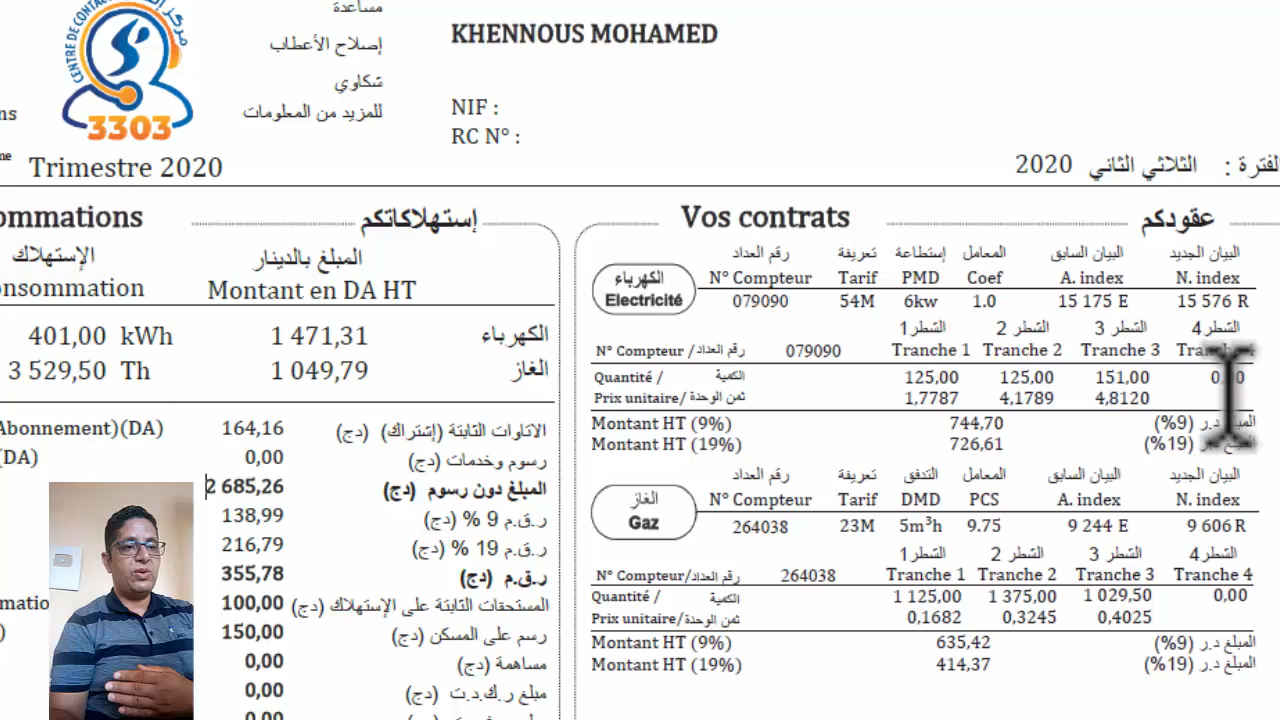 مساعدة
إصلاح الأعطاب
شكاوي
للمزيد من المعلومات
CENTRE DE CONTACT
3303
KHENNOUS MOHAMED
NIF :
RC N° :
Trimestre 2020
الثلاثي الثاني 2020
ommations إستهلاكاتكم
الإستهلاك المبلغ بالدينار
onsommation Montant en DA HT
401,00 kWh 1 471,31 الكهرباء
3 529,50 Th 1 049,79 الغاز
Abonnement)(DA) 164,16 الاتاوات الثابتة (إشتراك) (دج)
(DA) 0,00 رسوم وخدمات (دج)
2 685,26 المبلغ دون رسوم (دج)
138,99 ر.ق.م 9 % (دج)
216,79 ر.ق.م 19 % (دج)
355,78 ر.ق.م (دج)
100,00 المستحقات الثابتة على الإستهلاك (دج)
150,00 رسم على المسكن (دج)
0,00 مساهمة (دج)
0,00 مبلغ ر.ك.د.ت (دج)
0,00
Vos contrats عقودكم
رقم العداد تعريفة إستطاعة المعامل البيان السابق البيان الجديد
الكهرباء
Electricité
N° Compteur Tarif PMD Coef A. index N. index
079090 54M 6kw 1.0 15 175 E 15 576 R
الشطر1 الشطر 2 الشطر 3 الشطر4
N° Compteur / رقم العداد 079090 Tranche 1 Tranche 2 Tranche 3
Quantité / الكمية 125,00 125,00 151,00
Prix unitaire/ ثمن الوحدة 1,7787 4,1789 4,8120
Montant HT (9%) 744,70 (%9)
Montant HT (19%) 726,61 (%19)
رقم العداد تعريفة التدفق المعامل البيان السابق البيان الجديد
الغاز
Gaz
N° Compteur Tarif DMD PCS A. index N. index
264038 23M 5m³h 9.75 9 244 E 9 606 R
الشطر1 الشطر 2 الشطر 3 الشطر4
N° Compteur/رقم العداد 264038 Tranche 1 Tranche 2 Tranche 3 Tranche 4
Quantité / الكمية 1 125,00 1 375,00 1 029,50 0,00
Prix unitaire/ثمن الوحدة 0,1682 0,3245 0,4025
Montant HT (9%) 635,42 المبلغ د.ر (9%)
Montant HT (19%) 414,37 المبلغ د.ر (19%)